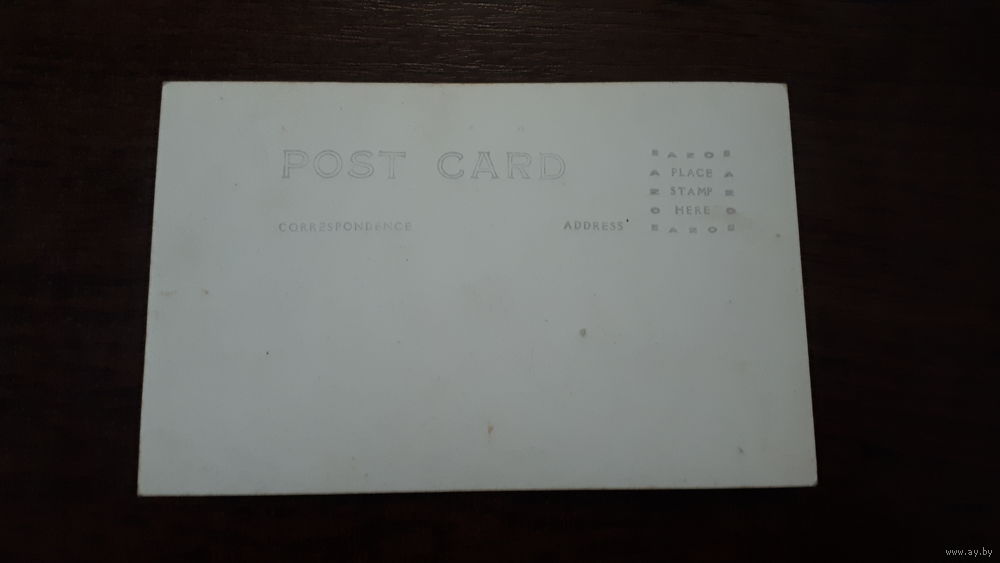 POST CARD
CORRESPONDENCE
ADDRESS
E A Z O E
A PLACE A
Z STAMP Z
O HERE O
E A Z O E
www.ay.by